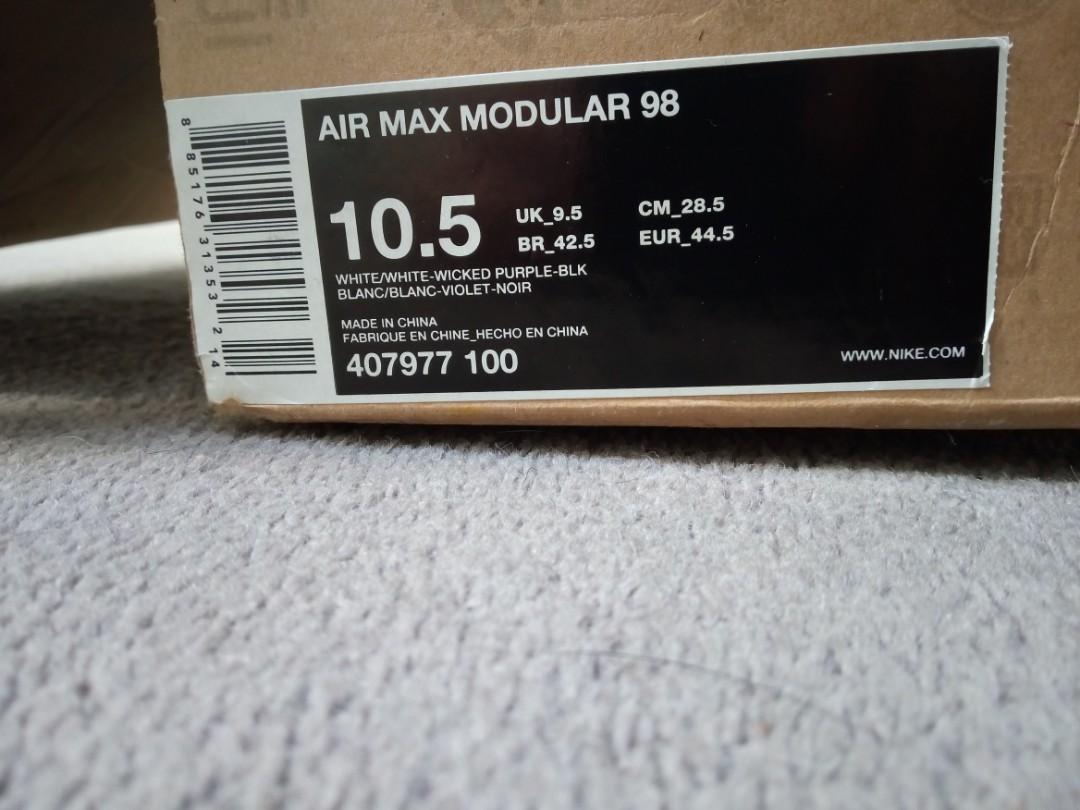 AIR MAX MODULAR 98
10.5
UK_9.5 CM_28.5
BR_42.5 EUR_44.5
WHITE/WHITE-WICKED PURPLE-BLK
BLANC/BLANC-VIOLET-NOIR
MADE IN CHINA
FABRIQUE EN CHINE_HECHO EN CHINA
407977 100
WWW.NIKE.COM
8 85176 31353 2 14